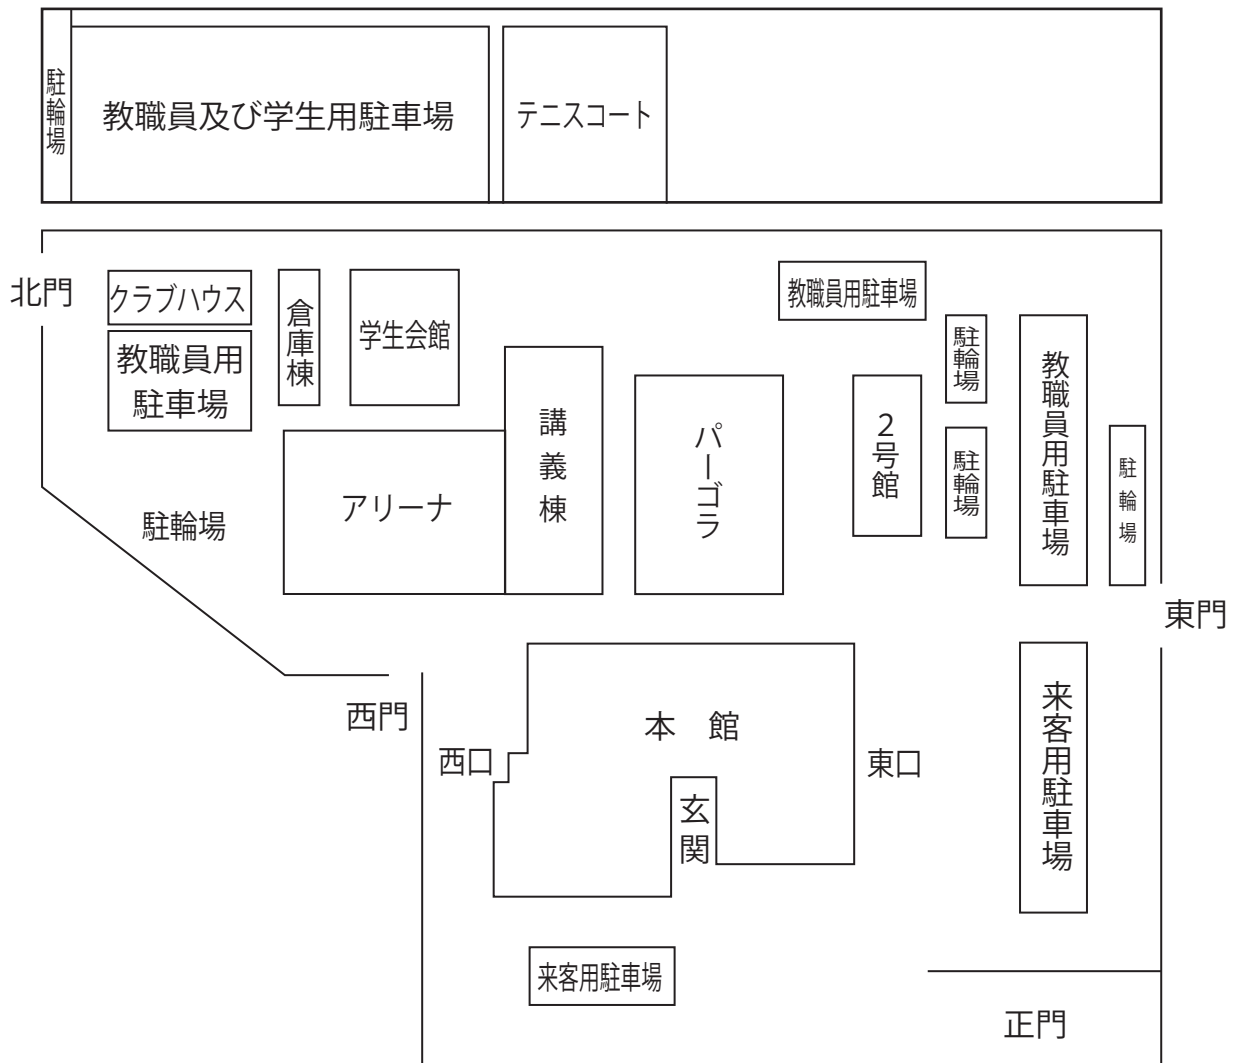 駐輪場
教職員及び学生用駐車場
テニスコート
北門
クラブハウス
教職員用
駐車場
倉庫棟
学生会館
教職員用駐車場
駐輪場
教職員用駐車場
講義棟
パーゴラ
2号館
駐輪場
駐輪場
アリーナ
駐輪場
東門
西門
本　館
西口
東口
玄関
来客用駐車場
来客用駐車場
正門